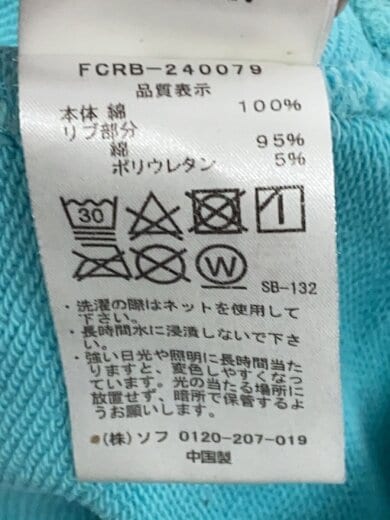 FCRB-240079
品質表示
本体 綿 100%
リブ部分
綿 95%
ポリウレタン 5%
30
W
SB-132
・洗濯の際はネットを使用して
下さい。
・長時間水に浸漬しないで下さ
い。
・強い日光や照明に長時間当た
りますと、変色しやすくなっ
ています。光の当たる場所に
放置せず、暗所で保管するよ
うお願いします。
●(株)ソフ 0120-207-019
中国製